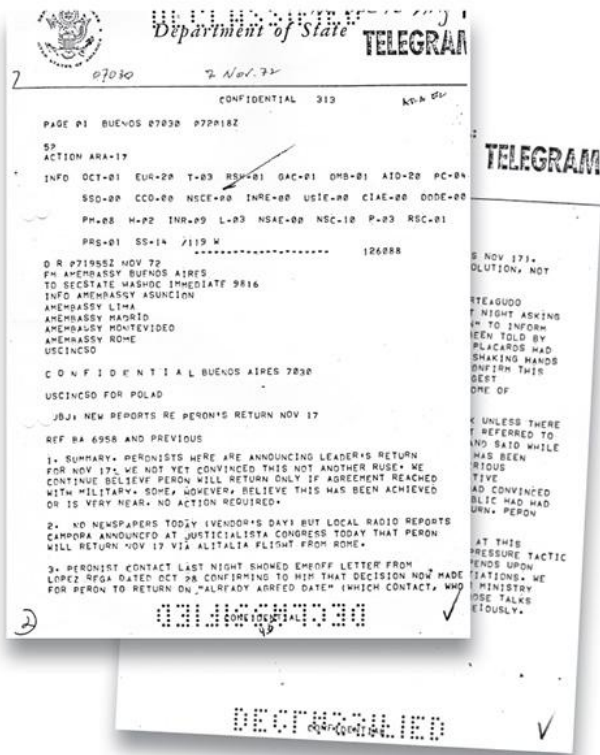 DECLASSIFIED
Department of State TELEGRAM
07030 7 Nov. 72
CONFIDENTIAL 313
PAGE 01 BUENOS 07030 072018Z
52
ACTION ARA-17
INFO OCT-01 EUR-20 T-03 RSR-01 GAC-01 OMB-01 AID-20 PC-04
SSO-00 CCO-00 NSCE-00 INRE-00 USIE-00 CIAE-00 DODE-00
PM-08 H-02 INR-09 L-03 NSAE-00 NSC-10 P-03 RSC-01
PRS-01 SS-14 /119 W
126088
O R 071955Z NOV 72
FM AMEMBASSY BUENOS AIRES
TO SECSTATE WASHDC IMMEDIATE 9816
INFO AMEMBASSY ASUNCION
AMEMBASSY LIMA
AMEMBASSY MADRID
AMEMBASSY MONTEVIDEO
AMEMBASSY ROME
USCINCSO
C O N F I D E N T I A L BUENOS AIRES 7030
USCINCSO FOR POLAD
UBJ: NEW REPORTS RE PERON'S RETURN NOV 17
REF BA 6958 AND PREVIOUS
1. SUMMARY. PERONISTS HERE ARE ANNOUNCING LEADER'S RETURN
FOR NOV 17. WE NOT YET CONVINCED THIS NOT ANOTHER RUSE. WE
CONTINUE BELIEVE PERON WILL RETURN ONLY IF AGREEMENT REACHED
WITH MILITARY. SOME, HOWEVER, BELIEVE THIS HAS BEEN ACHIEVED
OR IS VERY NEAR. NO ACTION REQUIRED.
2. NO NEWSPAPERS TODAY (VENDOR'S DAY) BUT LOCAL RADIO REPORTS
CAMPORA ANNOUNCED AT JUSTICIALISTA CONGRESS TODAY THAT PERON
WILL RETURN NOV 17 VIA ALITALIA FLIGHT FROM ROME.
3. PERONIST CONTACT LAST NIGHT SHOWED EMBOFF LETTER FROM
LOPEZ REGA DATED OCT 28 CONFIRMING TO HIM THAT DECISION NOW MADE
FOR PERON TO RETURN ON "ALREADY AGREED DATE" (WHICH CONTACT, WHO
CONFIDENTIAL
DECLASSIFIED
2
TELEGRAM
S NOV 17).
OLUTION, NOT
RTEAGUDO
T NIGHT ASKING
TO INFORM
BEEN TOLD BY
PLACARDS HAD
SHAKING HANDS
ONFIRM THIS
GEST
OME OF
UNLESS THERE
T REFERRED TO
AND SAID WHILE
HAS BEEN
RIOUS
TIVE
AD CONVINCED
BLIC HAD HAD
URN. PERON
AT THIS
PRESSURE TACTIC
PENDS UPON
TIATIONS. WE
MINISTRY
OSE TALKS
EIOUSLY.
DECLASSIFIED
CONFIDENTIAL